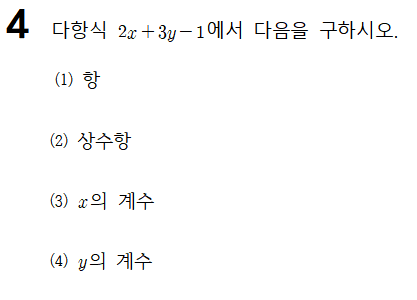 4 다항식 2x+3y-1에서 다음을 구하시오.
(1) 항
(2) 상수항
(3) x의 계수
(4) y의 계수